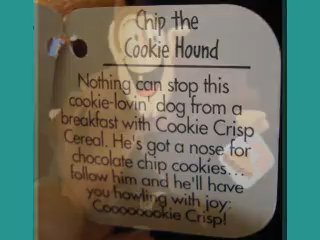 Chip the
Cookie Hound
Nothing can stop this
cookie-lovin' dog from a
breakfast with Cookie Crisp
Cereal. He's got a nose for
chocolate chip cookies...
follow him and he'll have
you howling with joy:
Cooooooookie Crisp!